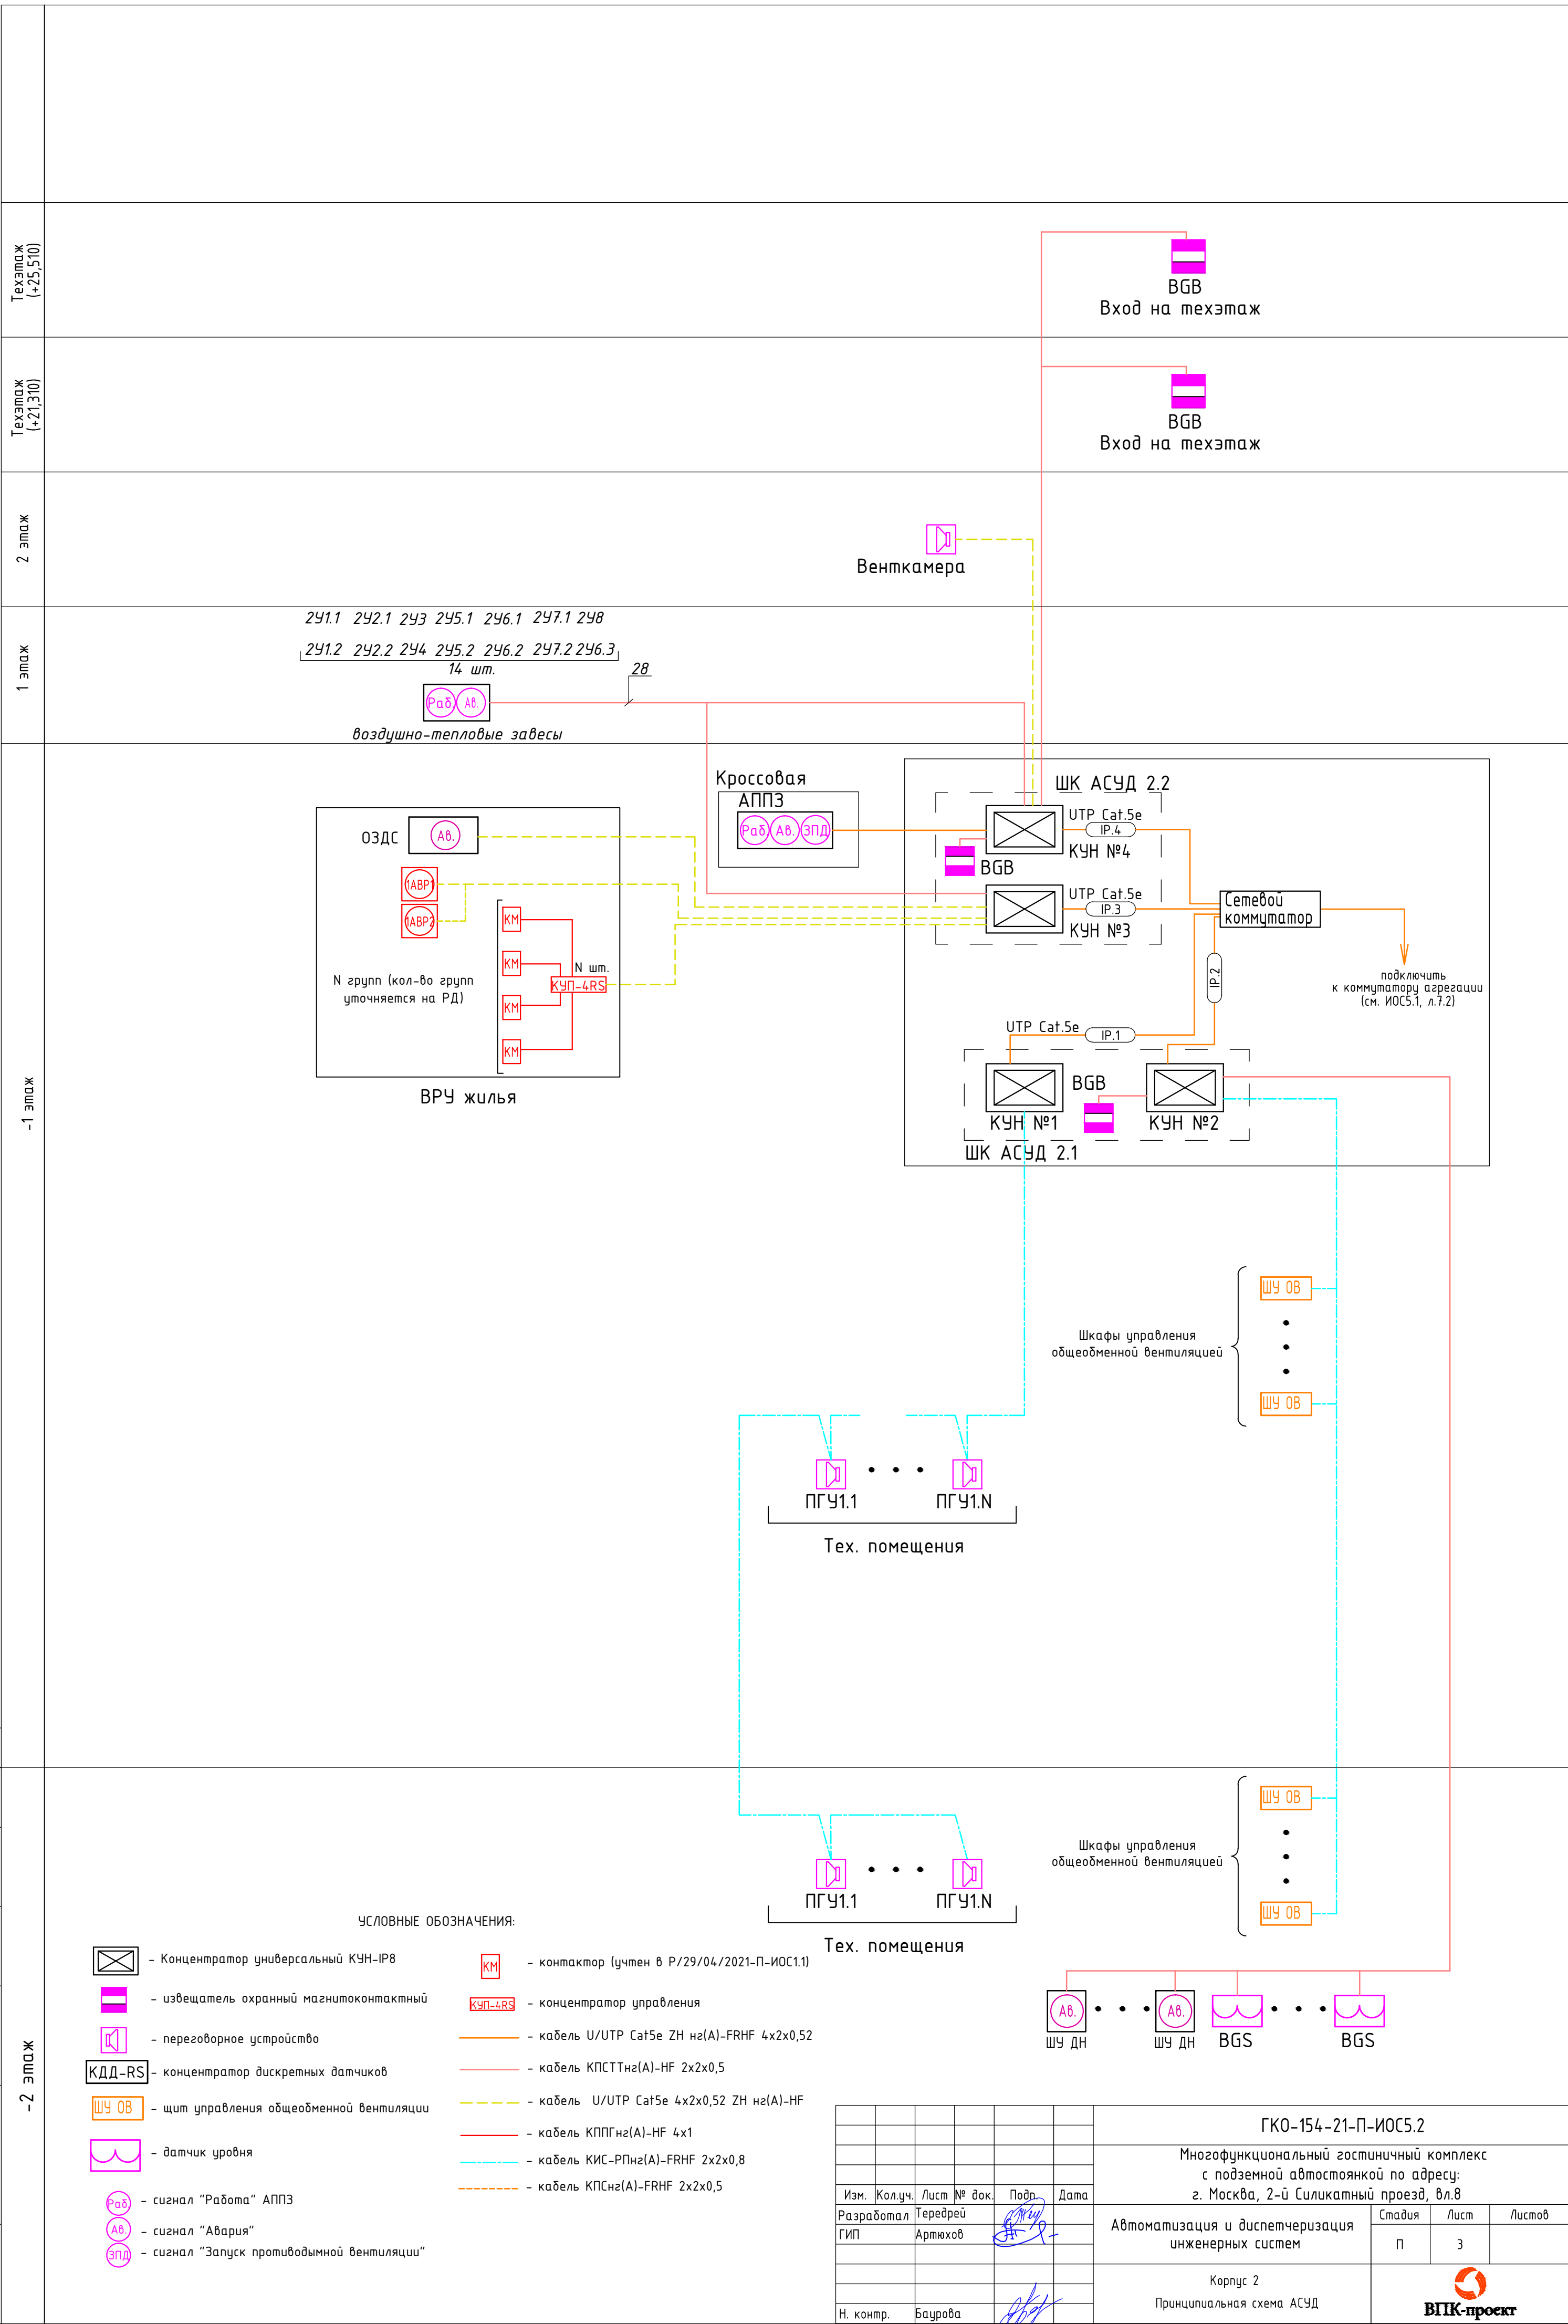 Техэтаж
(+25,510)
BGB
Вход на техэтаж
Техэтаж
(+21,310)
BGB
Вход на техэтаж
2 этаж
Венткамера
1 этаж
2У1.1 2У2.1 2У3 2У5.1 2У6.1 2У7.1 2У8
2У1.2 2У2.2 2У4 2У5.2 2У6.2 2У7.2 2У6.3
14 шт.
28
Раб. Ав.
воздушно-тепловые завесы
-1 этаж
Кроссовая
АППЗ
Раб. Ав. ЗПД
ОЗДС
Ав.
1АВР1
1АВР2
КМ
КМ
КМ
КМ
N шт.
КУП-4RS
N групп (кол-во групп
уточняется на РД)
ВРУ жилья
ШК АСУД 2.2
UTP Cat.5e
IP.4
КУН №4
BGB
UTP Cat.5e
IP.3
КУН №3
Сетевой
коммутатор
подключить
к коммутатору агрегации
(см. ИОС5.1, л.7.2)
IP.2
UTP Cat.5e
IP.1
BGB
КУН №1
КУН №2
ШК АСУД 2.1
ШУ ОВ
Шкафы управления
общеобменной вентиляцией
ШУ ОВ
ПГУ1.1
ПГУ1.N
Тех. помещения
-2 этаж
ШУ ОВ
Шкафы управления
общеобменной вентиляцией
ШУ ОВ
ПГУ1.1
ПГУ1.N
Тех. помещения
Ав.
Ав.
ШУ ДН
ШУ ДН
BGS
BGS
УСЛОВНЫЕ ОБОЗНАЧЕНИЯ:
- Концентратор универсальный КУН-IP8
- извещатель охранный магнитоконтактный
- переговорное устройство
КДД-RS - концентратор дискретных датчиков
ШУ ОВ - щит управления общеобменной вентиляции
- датчик уровня
Раб. - сигнал "Работа" АППЗ
Ав. - сигнал "Авария"
ЗПД - сигнал "Запуск противодымной вентиляции"
КМ - контактор (учтен в Р/29/04/2021-П-ИОС1.1)
КУП-4RS - концентратор управления
- кабель U/UTP Cat5e ZH нг(А)-FRHF 4х2х0,52
- кабель КПСТТнг(А)-HF 2х2х0,5
- кабель U/UTP Cat5e 4х2х0,52 ZH нг(А)-HF
- кабель КППГнг(А)-HF 4х1
- кабель КИС-РПнг(А)-FRHF 2х2х0,8
- кабель КПСнг(А)-FRHF 2х2х0,5
ГКО-154-21-П-ИОС5.2
Многофункциональный гостиничный комплекс
с подземной автостоянкой по адресу:
г. Москва, 2-й Силикатный проезд, вл.8
Изм. Кол.уч. Лист № док. Подп. Дата
Разработал Тередрей
ГИП Артюхов
Н. контр. Баурова
Автоматизация и диспетчеризация
инженерных систем
Стадия Лист Листов
П 3
Корпус 2
Принципиальная схема АСУД
ВПК-проект